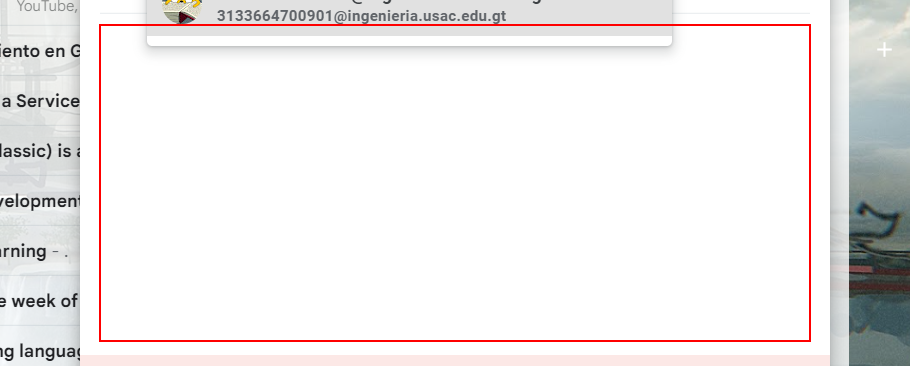 YouTube,
3133664700901@ingenieria.usac.edu.gt
iento en G
a Service
lassic) is a
velopment
rning - .
e week of
ng languag